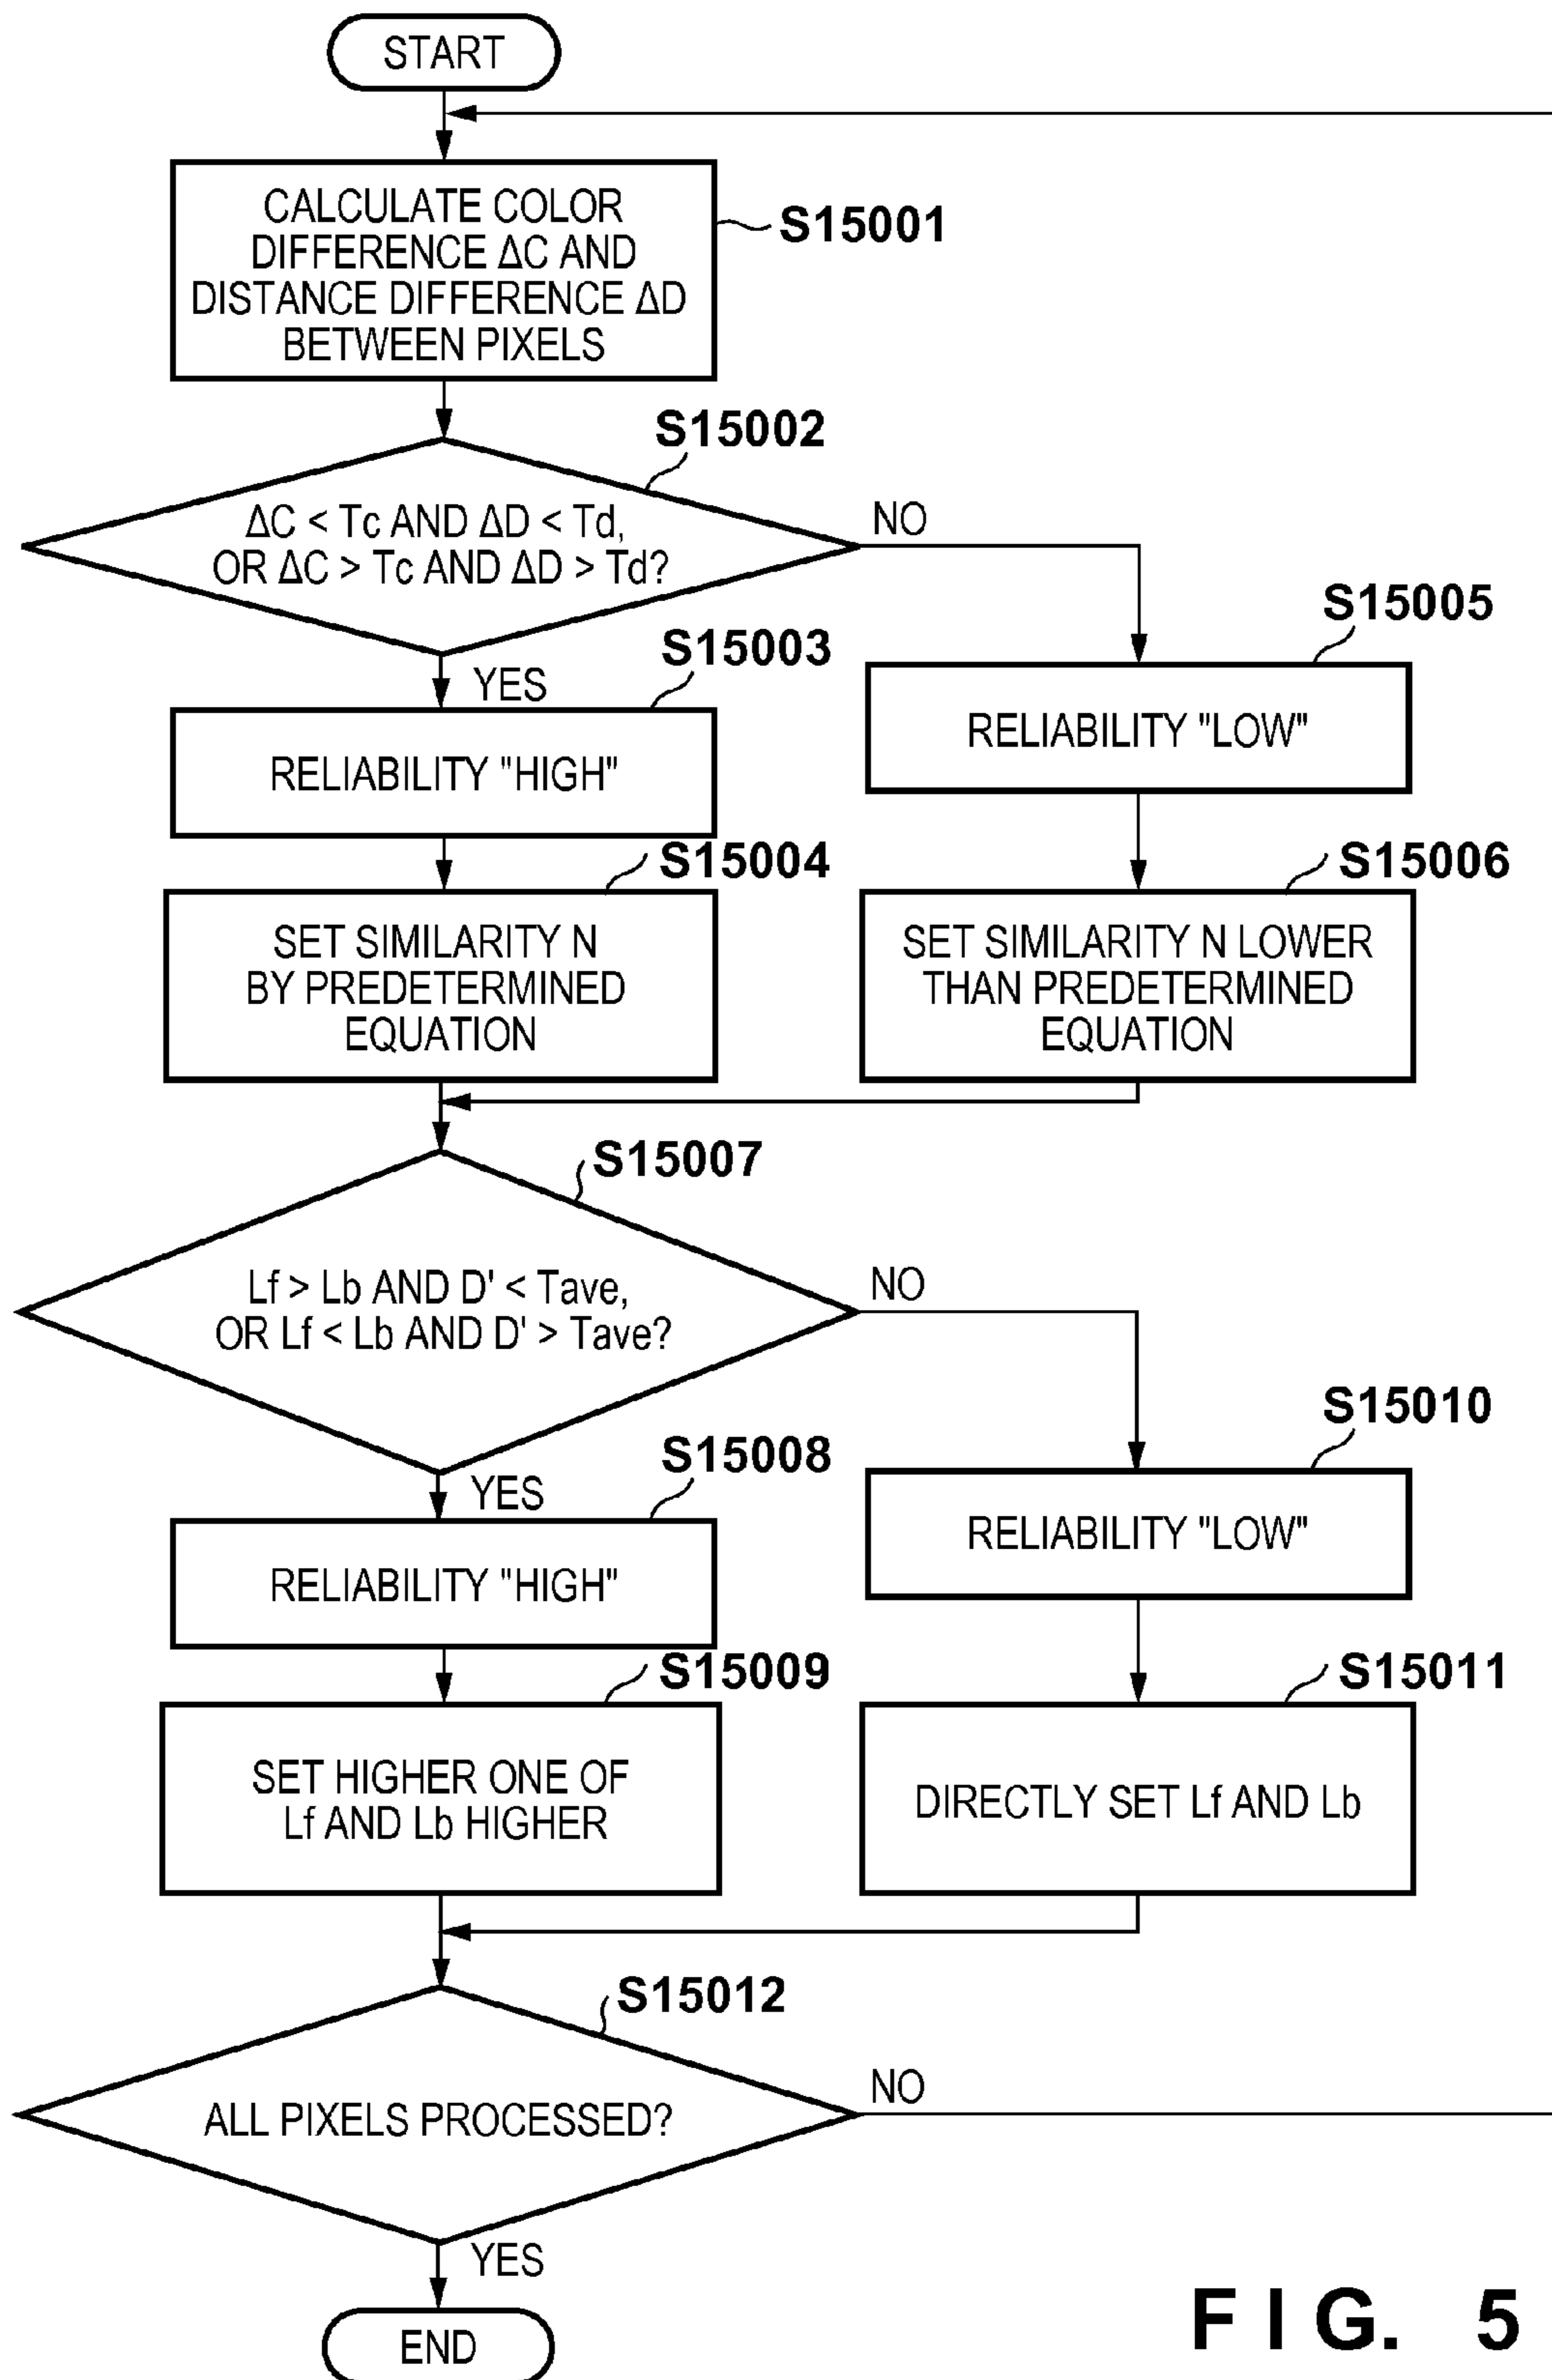 START
CALCULATE COLOR
DIFFERENCE ΔC AND
DISTANCE DIFFERENCE ΔD
BETWEEN PIXELS
S15001
S15002
ΔC < Tc AND ΔD < Td,
OR ΔC > Tc AND ΔD > Td?
NO
YES
S15003
RELIABILITY "HIGH"
S15005
RELIABILITY "LOW"
S15004
SET SIMILARITY N
BY PREDETERMINED
EQUATION
S15006
SET SIMILARITY N LOWER
THAN PREDETERMINED
EQUATION
S15007
Lf > Lb AND D' < Tave,
OR Lf < Lb AND D' > Tave?
NO
YES
S15008
RELIABILITY "HIGH"
S15010
RELIABILITY "LOW"
S15009
SET HIGHER ONE OF
Lf AND Lb HIGHER
S15011
DIRECTLY SET Lf AND Lb
S15012
ALL PIXELS PROCESSED?
NO
YES
END
FIG. 5